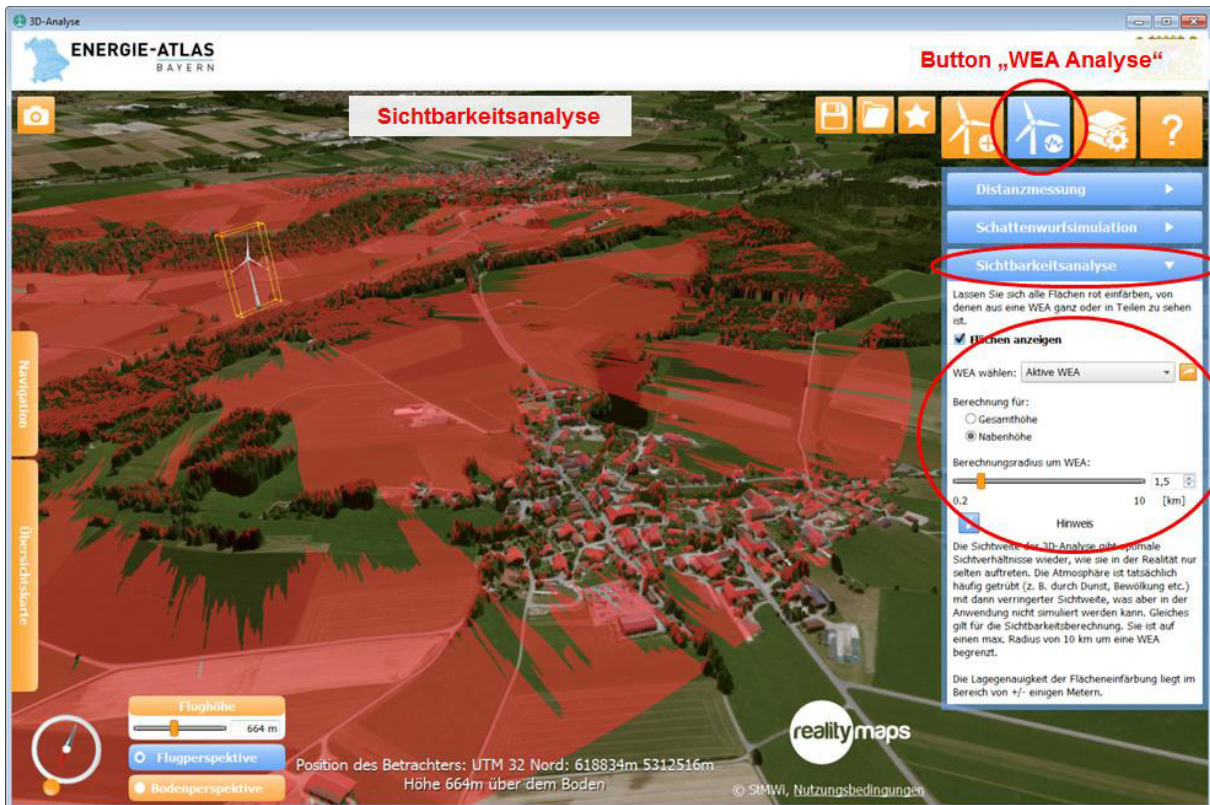 3D-Analyse
ENERGIE-ATLAS
BAYERN
Button „WEA Analyse“
Sichtbarkeitsanalyse
?
Distanzmessung
Schattenwurfsimulation
Sichtbarkeitsanalyse
Lassen Sie sich alle Flächen rot einfärben, von
denen aus eine WEA ganz oder in Teilen zu sehen
ist.
Flächen anzeigen
WEA wählen: Aktive WEA
Berechnung für:
Gesamthöhe
Nabenhöhe
Berechnungsradius um WEA:
1,5
0.2 10 [km]
Hinweis
Die Sichtweite der 3D-Analyse gibt optimale
Sichtverhältnisse wieder, wie sie in der Realität nur
selten auftreten. Die Atmosphäre ist tatsächlich
häufig getrübt (z. B. durch Dunst, Bewölkung etc.)
mit dann verringerter Sichtweite, was aber in der
Anwendung nicht simuliert werden kann. Gleiches
gilt für die Sichtbarkeitsberechnung. Sie ist auf
einen max. Radius von 10 km um eine WEA
begrenzt.
Die Lagegenauigkeit der Flächeneinfärbung liegt im
Bereich von +/- einigen Metern.
Navigation
Übersichtskarte
Flughöhe
664 m
Flugperspektive
Bodenperspektive
Position des Betrachters: UTM 32 Nord: 618834m 5312516m
Höhe 664m über dem Boden
realitymaps
© StMWi, Nutzungsbedingungen